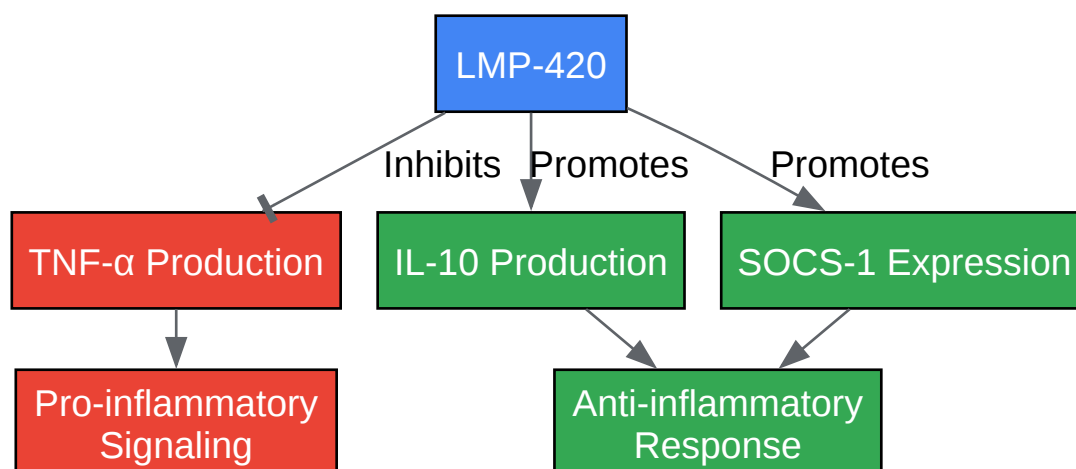 LMP-420
Inhibits
Promotes
Promotes
TNF-α Production
IL-10 Production
SOCS-1 Expression
Pro-inflammatory
Signaling
Anti-inflammatory
Response